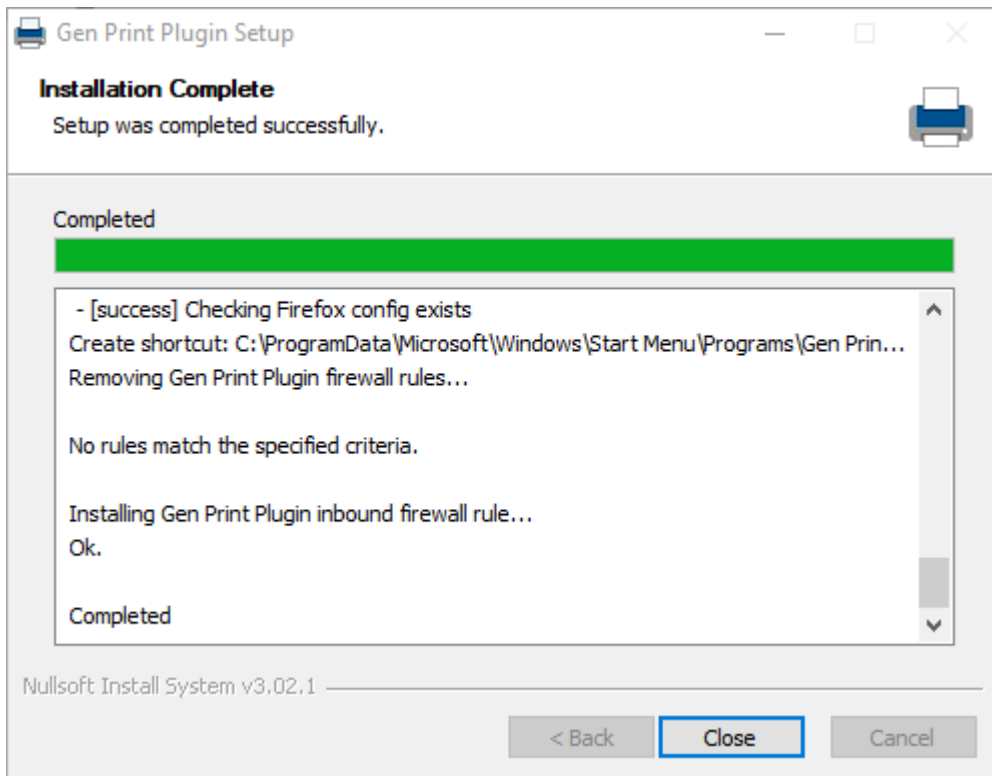 Gen Print Plugin Setup
Installation Complete
Setup was completed successfully.
Completed
- [success] Checking Firefox config exists
Create shortcut: C:\ProgramData\Microsoft\Windows\Start Menu\Programs\Gen Prin...
Removing Gen Print Plugin firewall rules...
No rules match the specified criteria.
Installing Gen Print Plugin inbound firewall rule...
Ok.
Completed
Nullsoft Install System v3.02.1
< Back
Close
Cancel